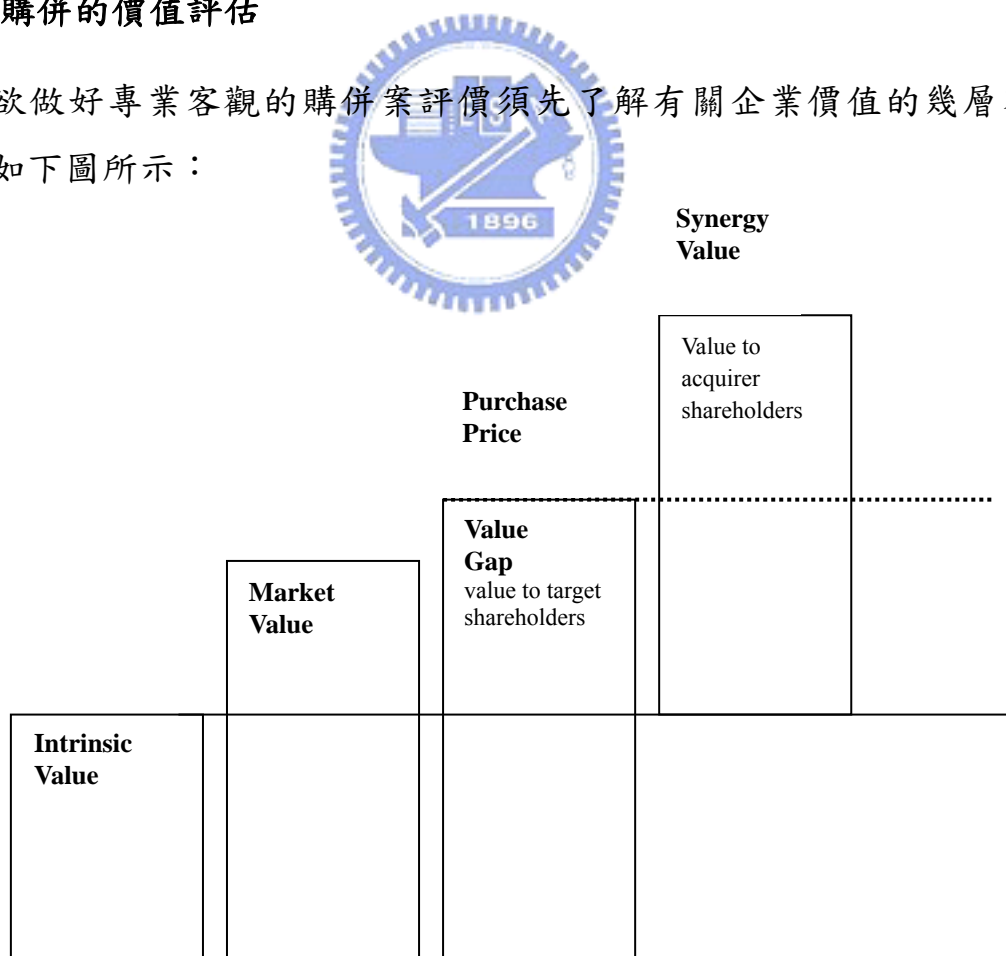 購併的價值評估
欲做好專業客觀的購併案評價須先了解有關企業價值的幾層
如下圖所示：
ES
1896
Synergy
Value
Value to
acquirer
shareholders
Purchase
Price
Value
Gap
value to target
shareholders
Market
Value
Intrinsic
Value